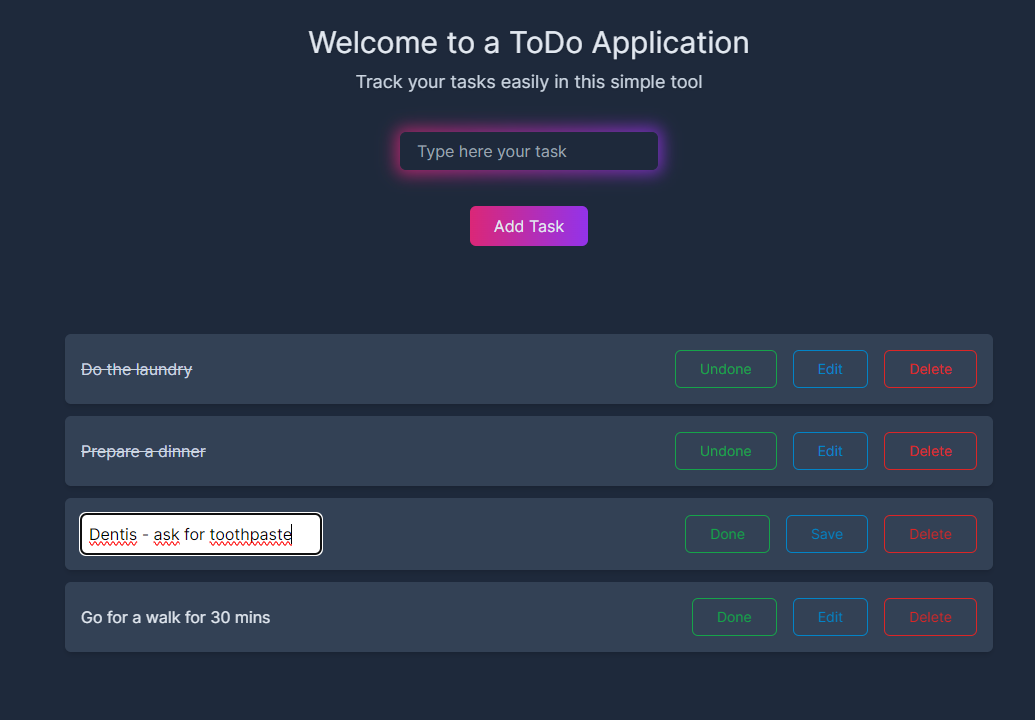 Welcome to a ToDo Application
Track your tasks easily in this simple tool
Type here your task
Add Task
Do the laundry Undone Edit Delete
Prepare a dinner Undone Edit Delete
Dentis - ask for toothpaste Done Save Delete
Go for a walk for 30 mins Done Edit Delete